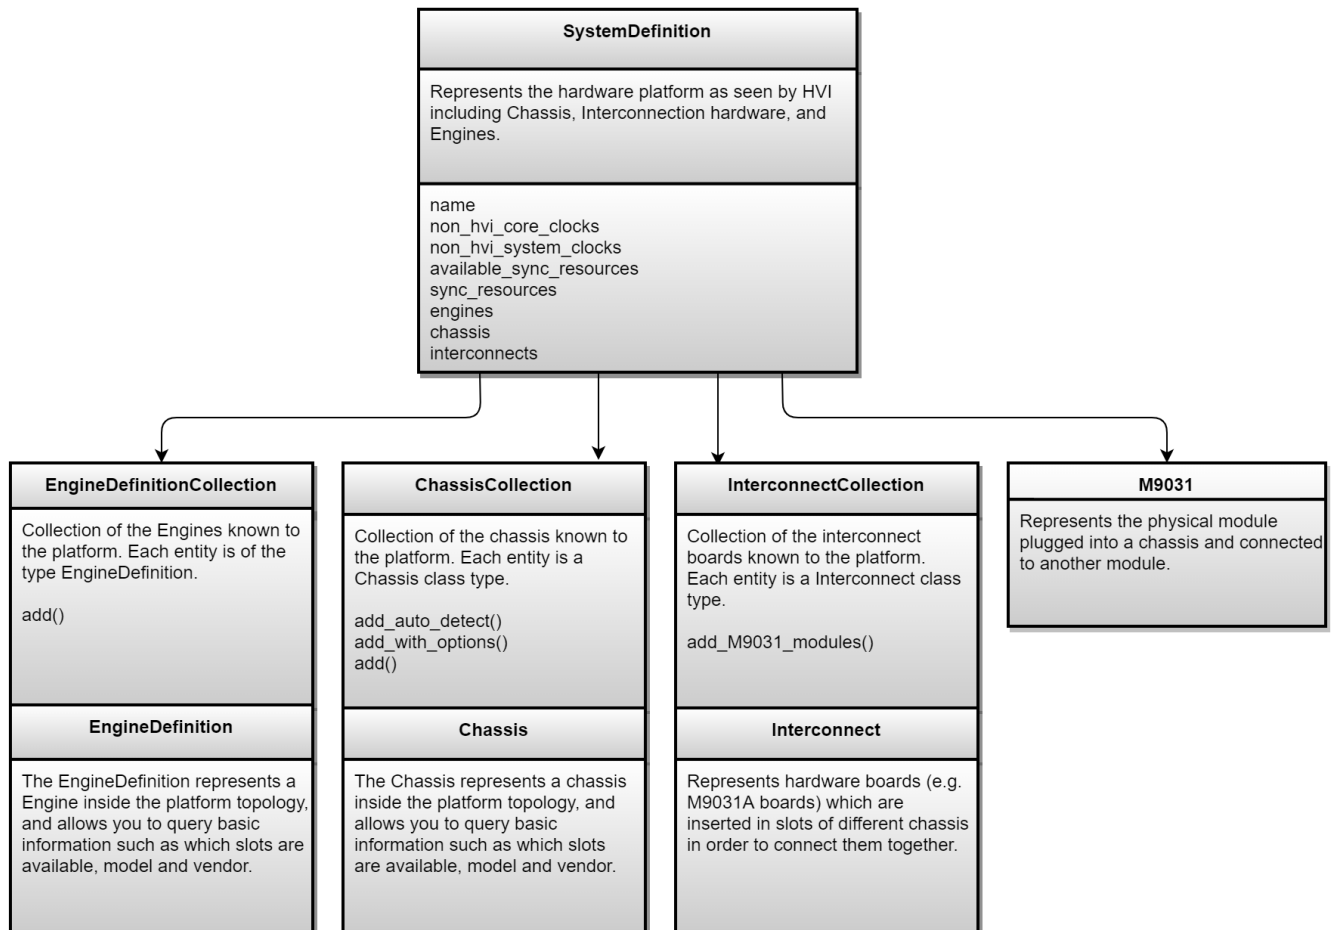 SystemDefinition
Represents the hardware platform as seen by HVI
including Chassis, Interconnection hardware, and
Engines.
name
non_hvi_core_clocks
non_hvi_system_clocks
available_sync_resources
sync_resources
engines
chassis
interconnects
EngineDefinitionCollection
Collection of the Engines known to
the platform. Each entity is of the
type EngineDefinition.
add()
EngineDefinition
The EngineDefinition represents a
Engine inside the platform topology,
and allows you to query basic
information such as which slots are
available, model and vendor.
ChassisCollection
Collection of the chassis known to
the platform. Each entity is a
Chassis class type.
add_auto_detect()
add_with_options()
add()
Chassis
The Chassis represents a chassis
inside the platform topology, and
allows you to query basic
information such as which slots
are available, model and vendor.
InterconnectCollection
Collection of the interconnect
boards known to the platform.
Each entity is a Interconnect class
type.
add_M9031_modules()
Interconnect
Represents hardware boards (e.g.
M9031A boards) which are
inserted in slots of different chassis
in order to connect them together.
M9031
Represents the physical module
plugged into a chassis and connected
to another module.